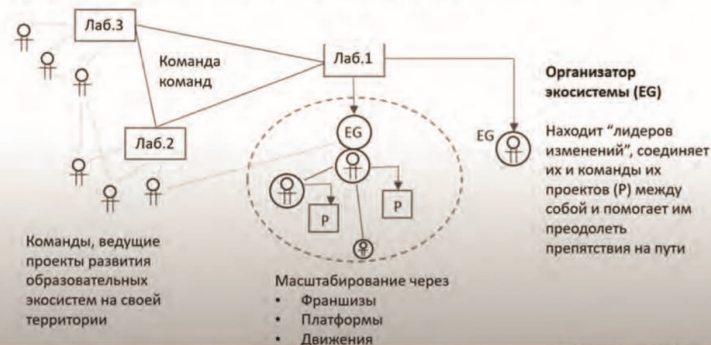 Лаб.3
Команда
команд
Лаб.1
Лаб.2
EG
P
P
EG
Организатор
экосистемы (EG)
Находит “лидеров
изменений”, соединяет
их и команды их
проектов (P) между
собой и помогает им
преодолеть
препятствия на пути
Команды, ведущие
проекты развития
образовательных
экосистем на своей
территории
Масштабирование через
• Франшизы
• Платформы
• Движения